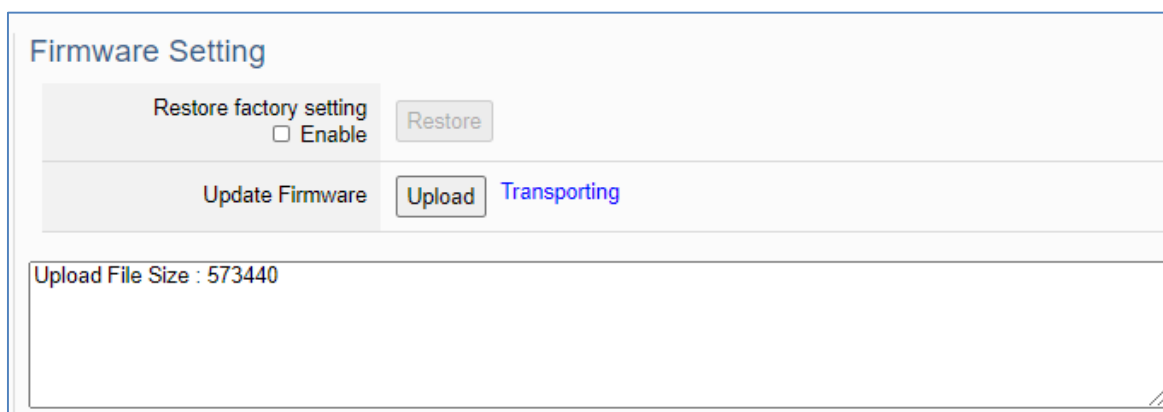 Firmware Setting
Restore factory setting
Enable
Restore
Update Firmware
Upload
Transporting
Upload File Size : 573440